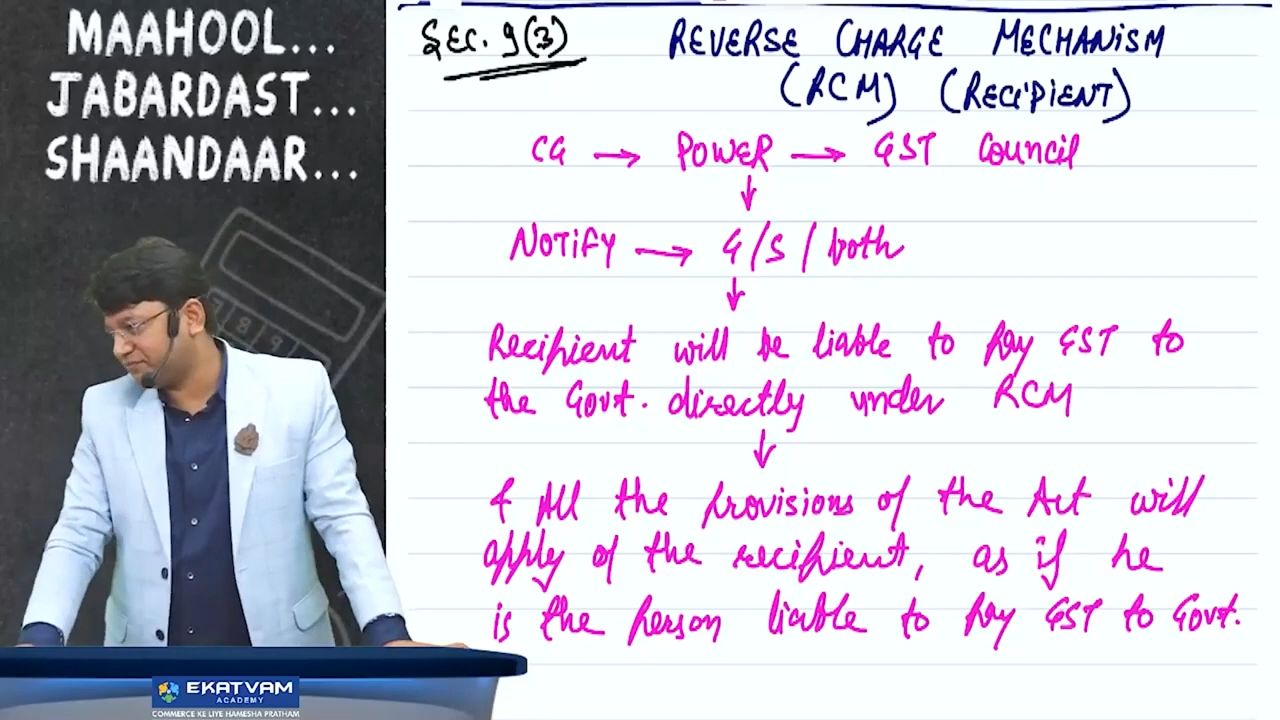 MAAHOOL...
JABARDAST...
SHAANDAAR...
SEC. 9(3) REVERSE CHARGE MECHANISM
(RCM) (RECIPIENT)
CG → POWER → GST Council
↓
NOTIFY → G/S / both
↓
Recipient will be liable to pay GST to
the Govt. directly under RCM
↓
& All the provisions of the Act will
apply of the recipient, as if he
is the person liable to pay GST to Govt.
EKATVAM
ACADEMY
COMMERCE KE LIYE HAMESHA PRATHAM